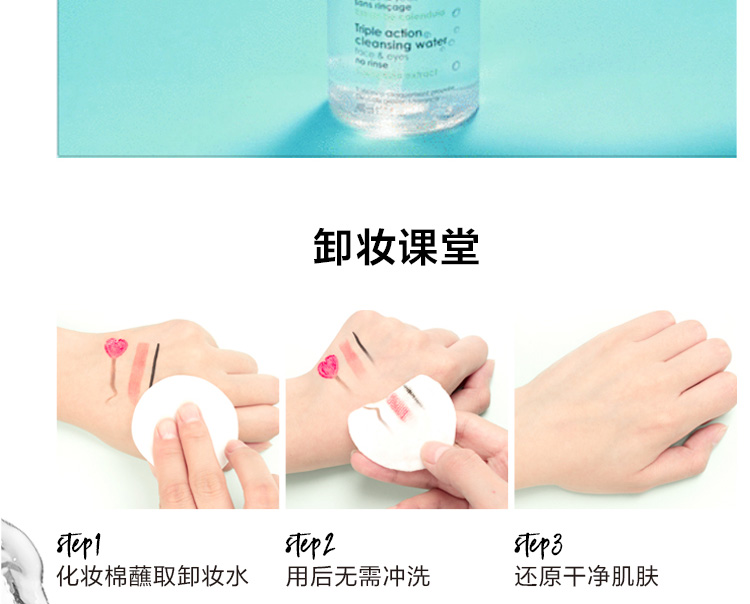 sans rinçage
Triple action
cleansing water
face & eyes
no rinse
卸妆课堂
step1
step2
step3
化妆棉蘸取卸妆水
用后无需冲洗
还原干净肌肤